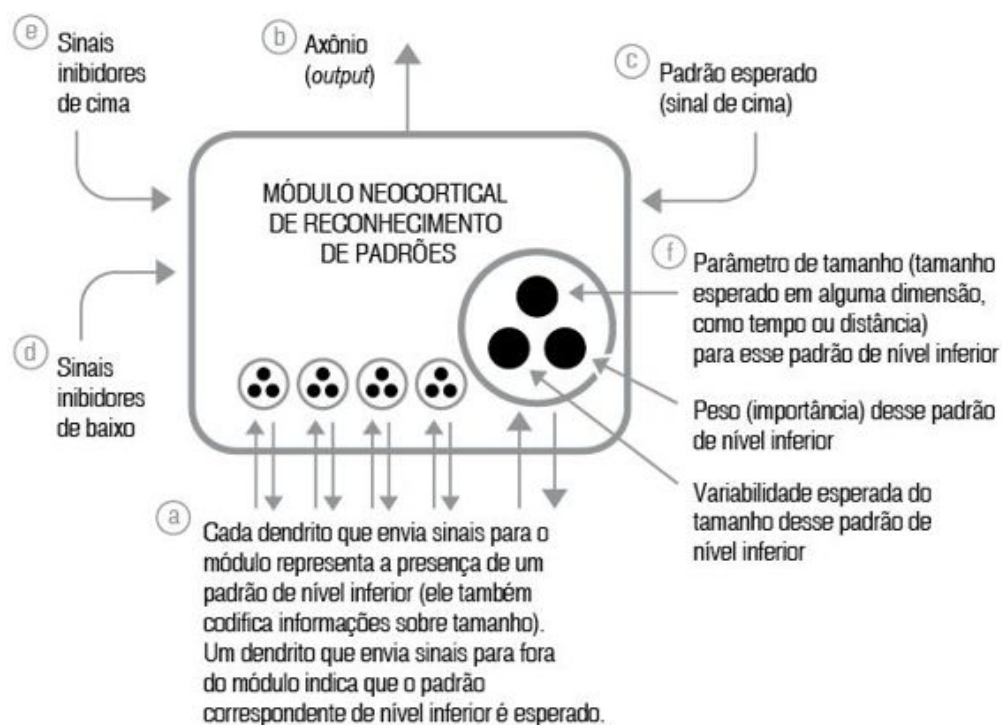 e
Sinais
inibidores
de cima
b
Axônio
(output)
c
Padrão esperado
(sinal de cima)
MÓDULO NEOCORTICAL
DE RECONHECIMENTO
DE PADRÕES
f
Parâmetro de tamanho (tamanho
esperado em alguma dimensão,
como tempo ou distância)
para esse padrão de nível inferior
d
Sinais
inibidores
de baixo
Peso (importância) desse padrão
de nível inferior
Variabilidade esperada do
tamanho desse padrão de
nível inferior
a
Cada dendrito que envia sinais para o
módulo representa a presença de um
padrão de nível inferior (ele também
codifica informações sobre tamanho).
Um dendrito que envia sinais para fora
do módulo indica que o padrão
correspondente de nível inferior é esperado.